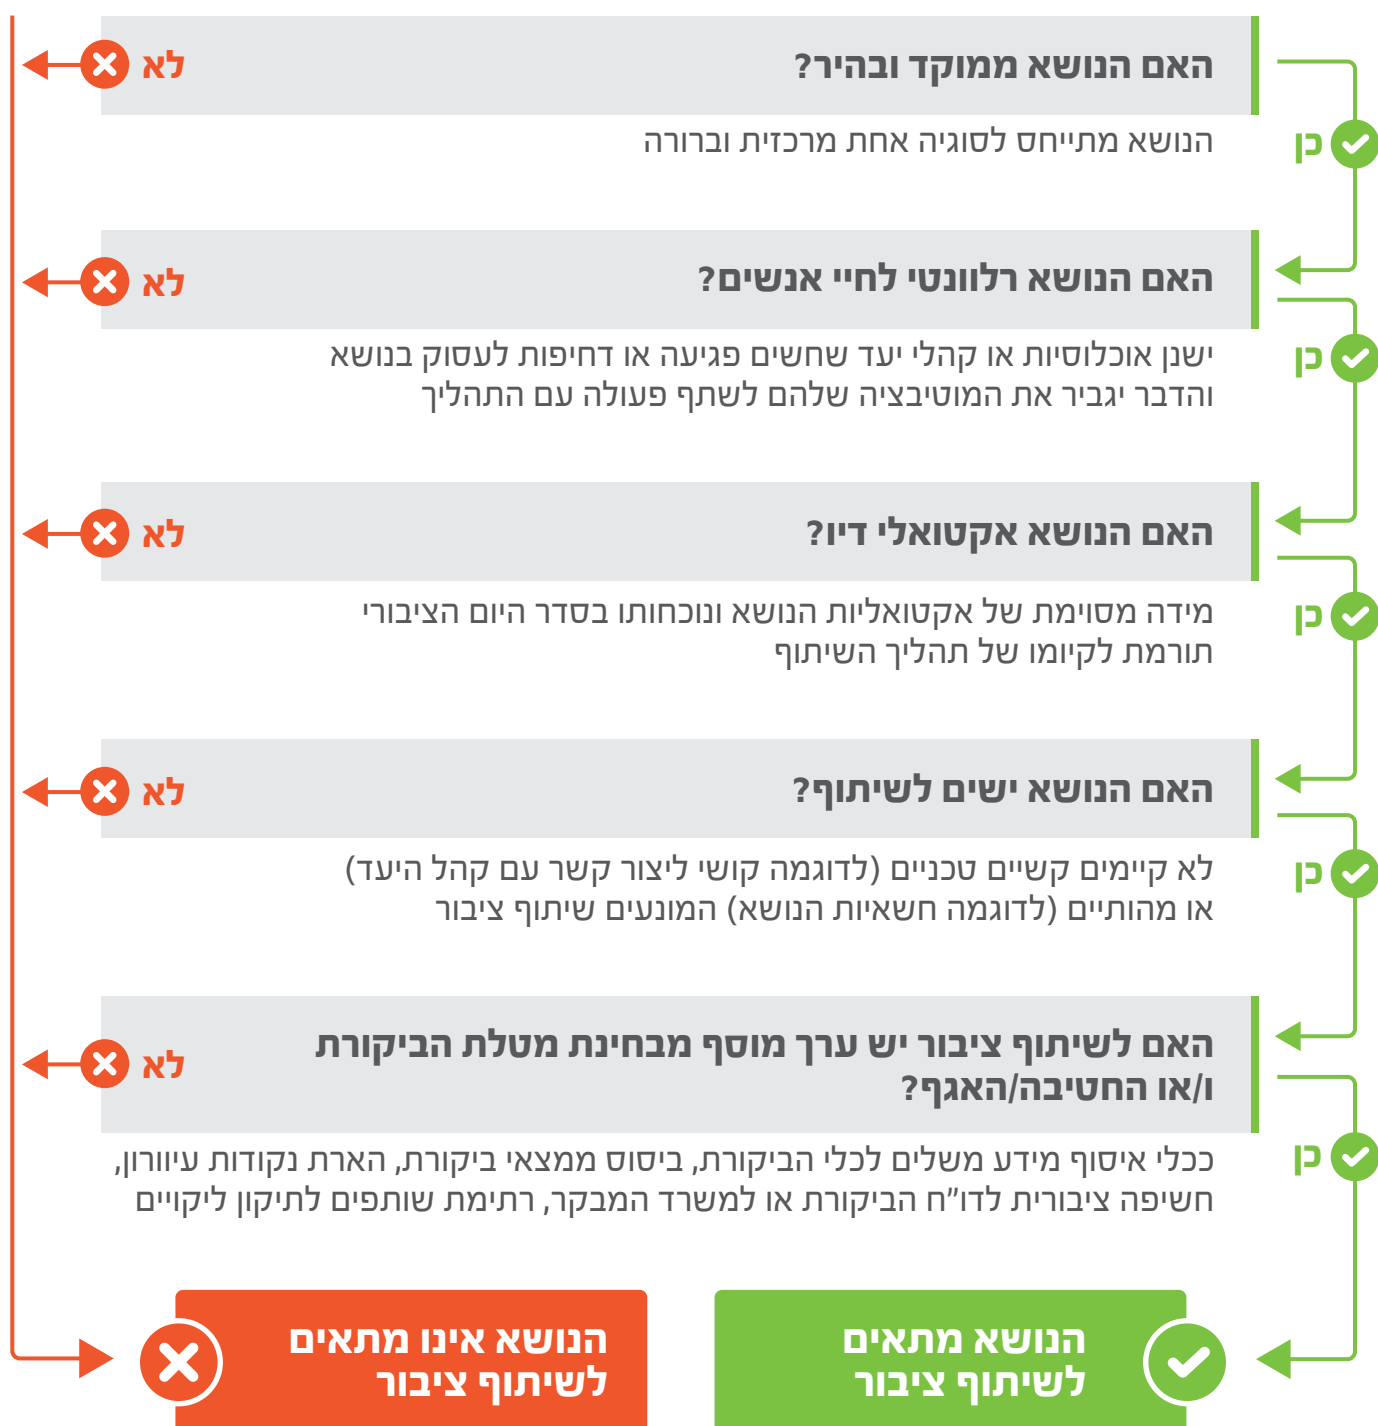 האם הנושא ממוקד ובהיר?
לא
הנושא מתייחס לסוגיה אחת מרכזית וברורה
כן
האם הנושא רלוונטי לחיי אנשים?
לא
ישנן אוכלוסיות או קהלי יעד שחשים פגיעה או דחיפות לעסוק בנושא
והדבר יגביר את המוטיבציה שלהם לשתף פעולה עם התהליך
כן
האם הנושא אקטואלי דיו?
לא
מידה מסוימת של אקטואליות הנושא ונוכחותו בסדר היום הציבורי
תורמת לקיומו של תהליך השיתוף
כן
האם הנושא ישים לשיתוף?
לא
לא קיימים קשיים טכניים (לדוגמה קושי ליצור קשר עם קהל היעד)
או מהותיים (לדוגמה חשאיות הנושא) המונעים שיתוף ציבור
כן
האם לשיתוף ציבור יש ערך מוסף מבחינת מטלת הביקורת
ו/או החטיבה/האגף?
לא
ככלי איסוף מידע משלים לכלי הביקורת, ביסוס ממצאי ביקורת, הארת נקודות עיוורון,
חשיפה ציבורית לדו״ח הביקורת או למשרד המבקר, רתימת שותפים לתיקון ליקויים
כן
הנושא מתאים
לשיתוף ציבור
הנושא אינו מתאים
לשיתוף ציבור